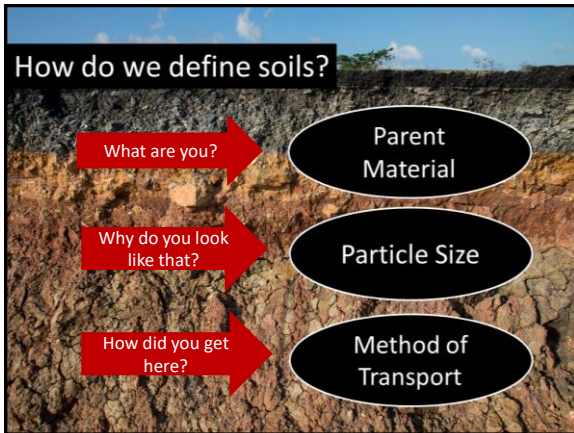 How do we define soils?
What are you?
Parent
Material
Why do you look
like that?
Particle Size
How did you get
here?
Method of
Transport